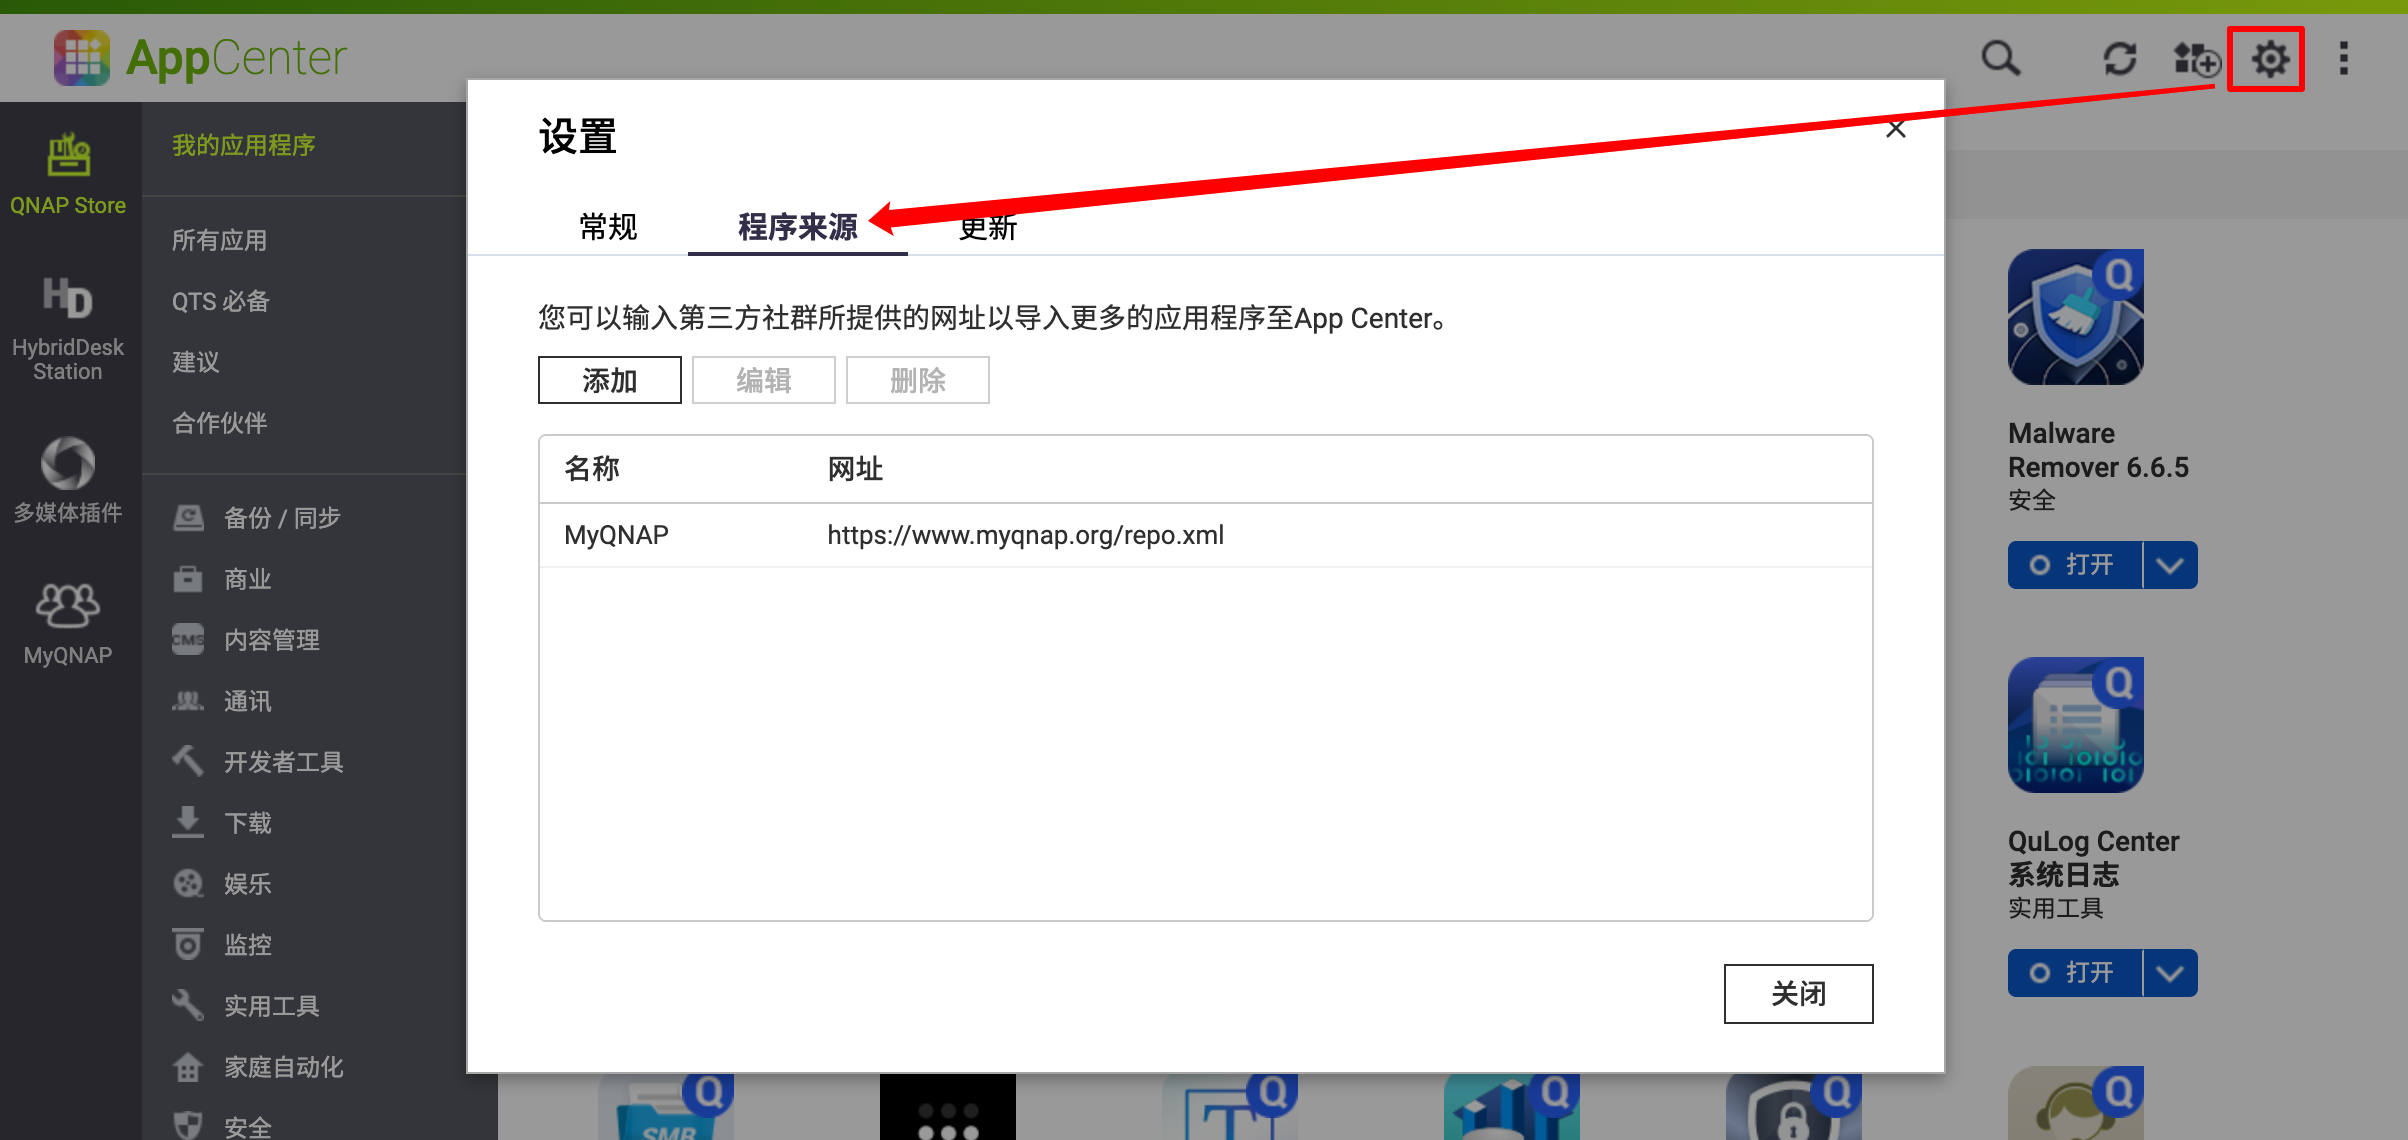 AppCenter
QNAP Store
HybridDesk
Station
多媒体插件
MyQNAP
我的应用程序
所有应用
QTS 必备
建议
合作伙伴
备份 / 同步
商业
CMS
内容管理
通讯
开发者工具
下载
娱乐
监控
实用工具
家庭自动化
安全
设置
常规
程序来源
更新
您可以输入第三方社群所提供的网址以导入更多的应用程序至App Center。
添加
编辑
删除
名称
网址
MyQNAP
https://www.myqnap.org/repo.xml
关闭
Q
Malware
Remover 6.6.5
安全
打开
Q
QuLog Center
系统日志
实用工具
打开
Q
SMB
Q
T
Q
Q
Q